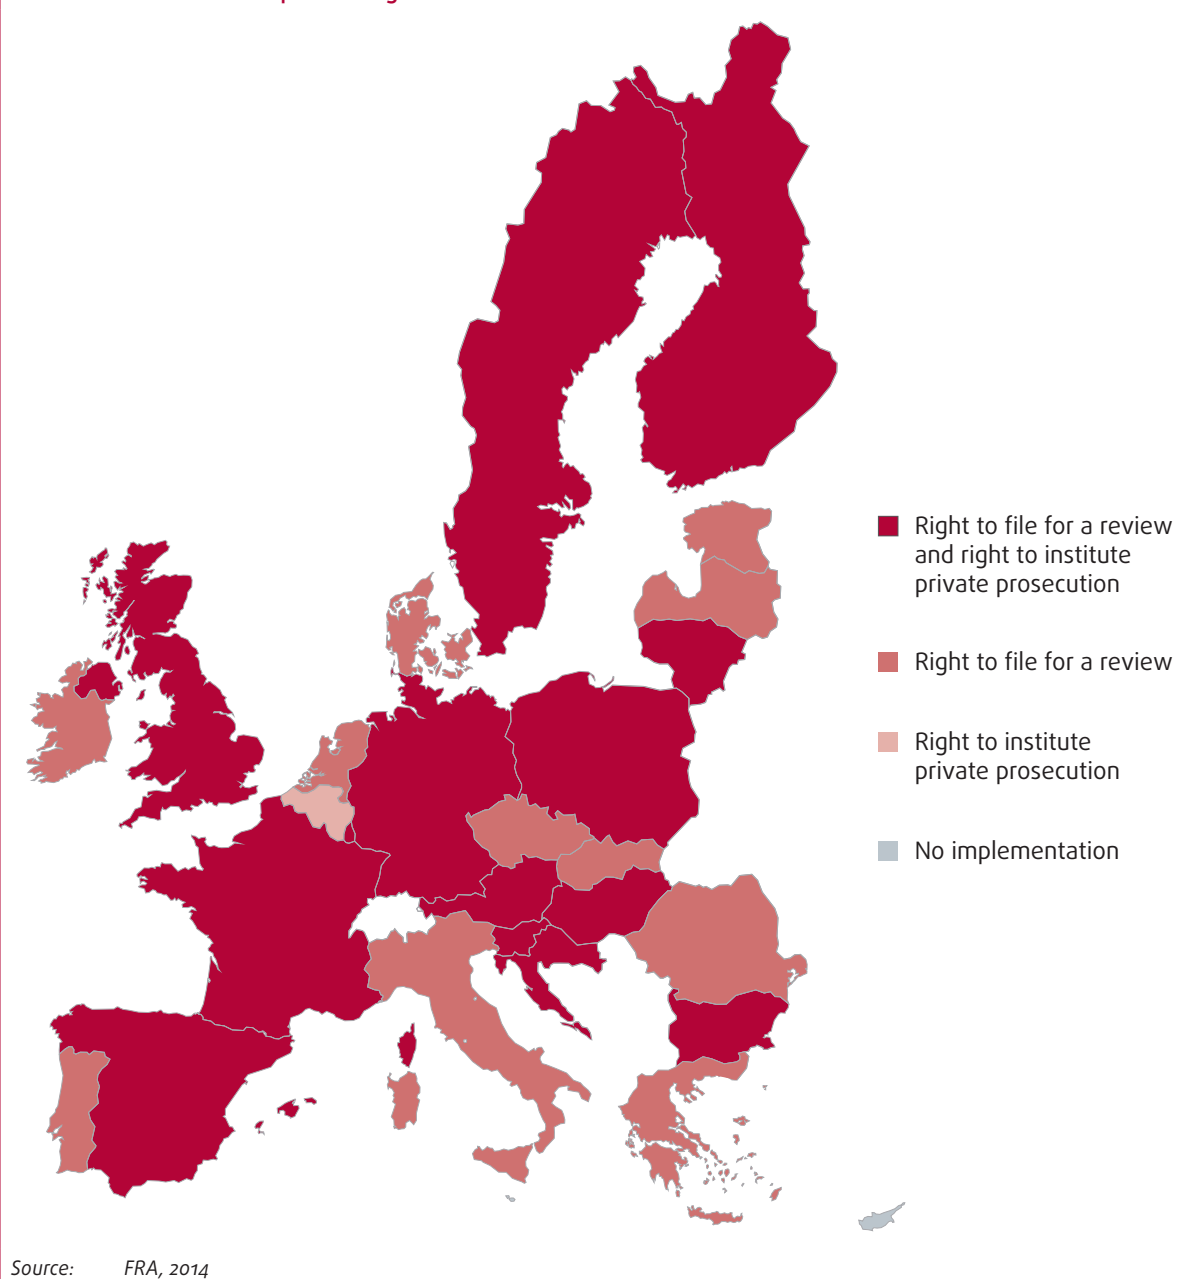 Right to file for a review
and right to institute
private prosecution
Right to file for a review
Right to institute
private prosecution
No implementation
Source: FRA, 2014